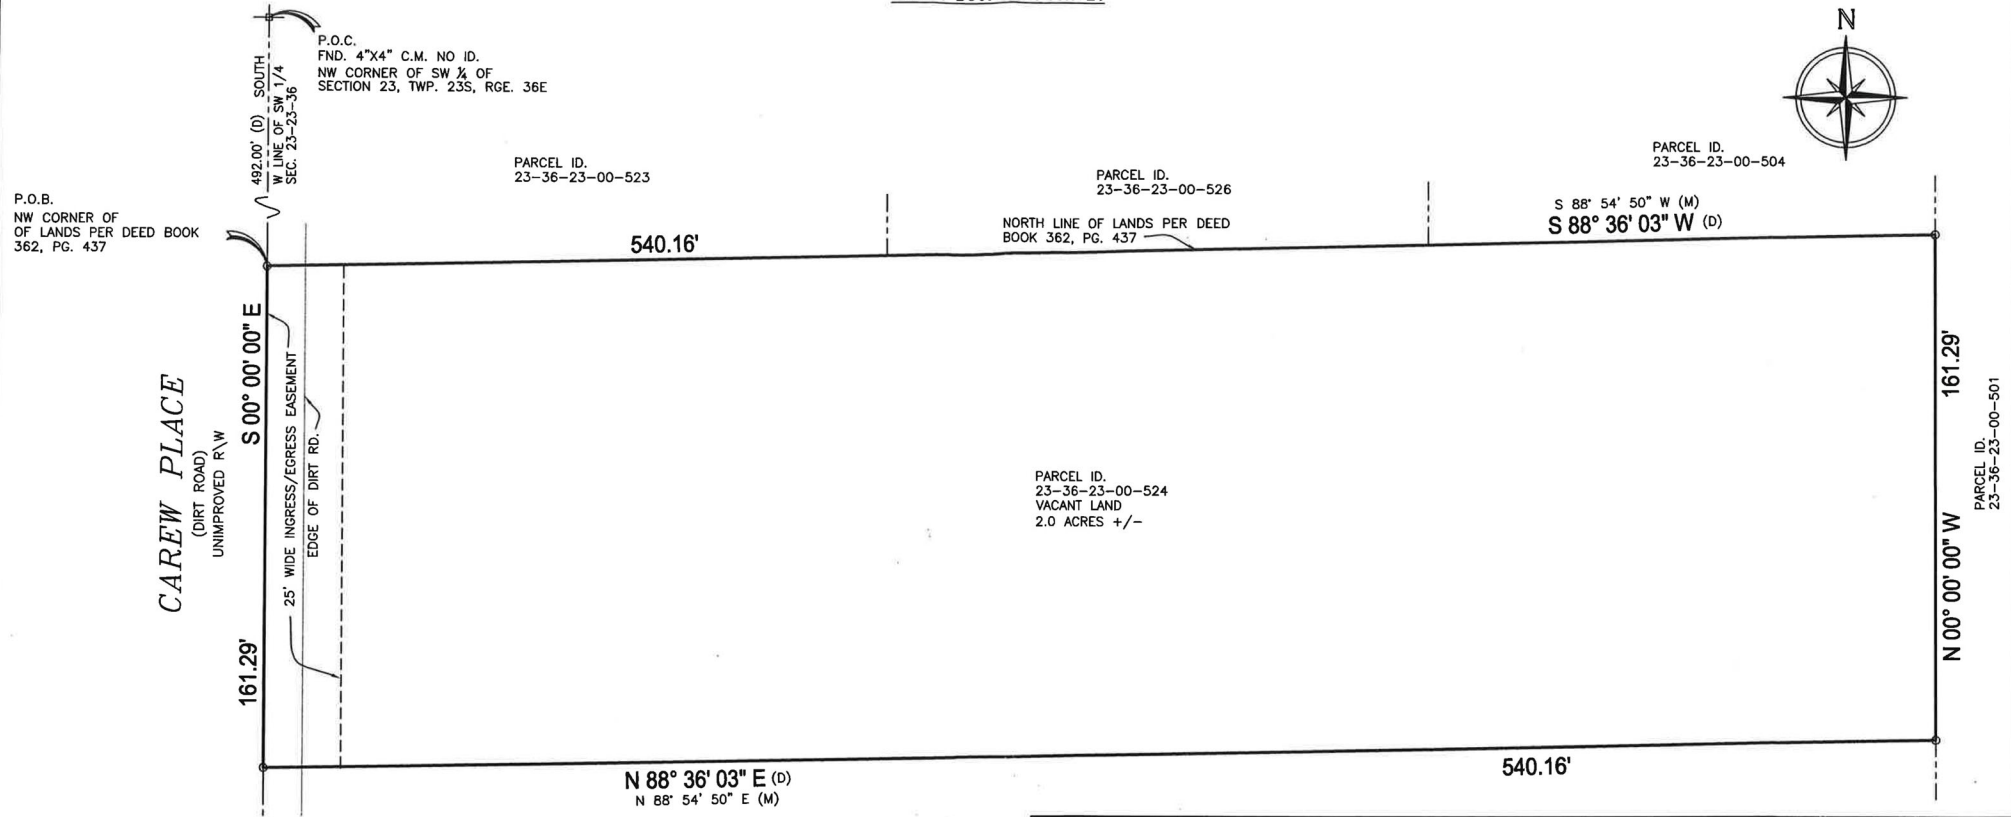 N
P.O.C.
FND. 4"X4" C.M. NO ID.
NW CORNER OF SW ¼ OF
SECTION 23, TWP. 23S, RGE. 36E
492.00' (D) SOUTH
W LINE OF SW 1/4
SEC. 23-23-36
PARCEL ID.
23-36-23-00-523
PARCEL ID.
23-36-23-00-526
PARCEL ID.
23-36-23-00-504
P.O.B.
NW CORNER OF
OF LANDS PER DEED BOOK
362, PG. 437
540.16'
NORTH LINE OF LANDS PER DEED
BOOK 362, PG. 437
S 88° 54' 50" W (M)
S 88° 36' 03" W (D)
CAREW PLACE
(DIRT ROAD)
UNIMPROVED R\W
S 00° 00' 00" E
161.29'
25' WIDE INGRESS/EGRESS EASEMENT
EDGE OF DIRT RD.
PARCEL ID.
23-36-23-00-524
VACANT LAND
2.0 ACRES +/-
161.29'
N 00° 00' 00" W
PARCEL ID.
23-36-23-00-501
N 88° 36' 03" E (D)
N 88° 54' 50" E (M)
540.16'